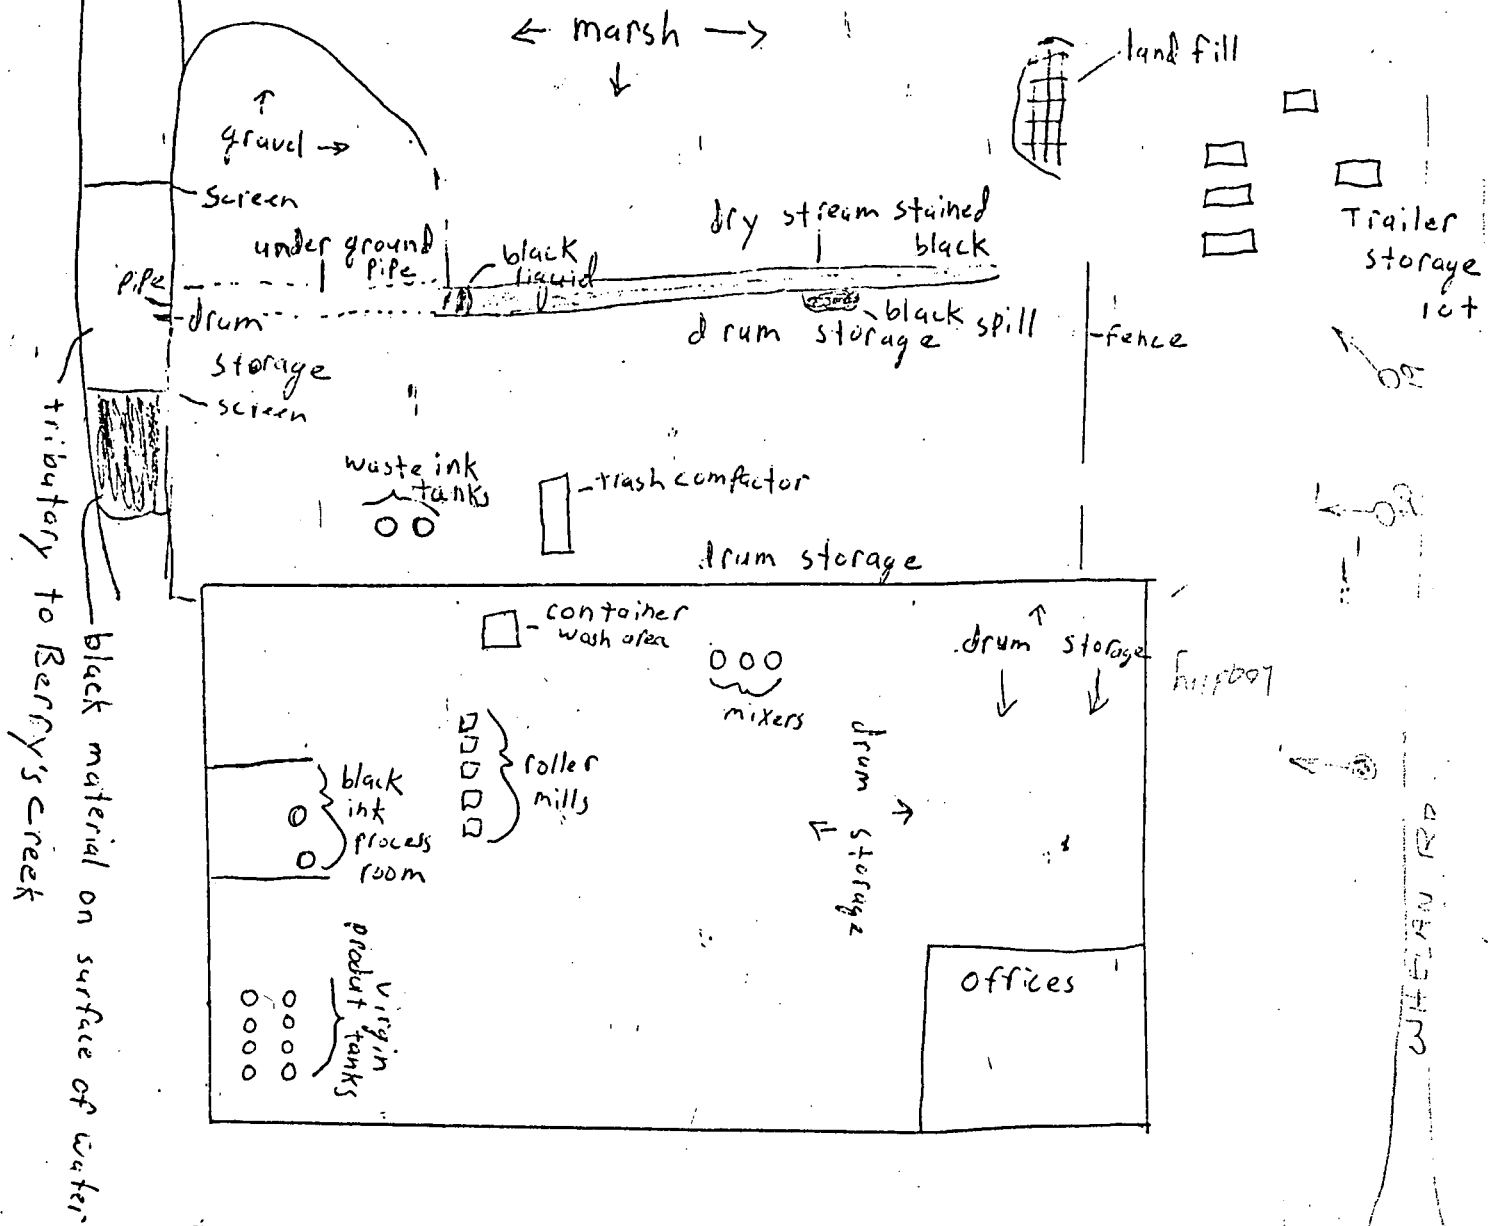 ← marsh →
↓
land fill
↑
gravel →
screen
dry stream stained
black
Trailer
storage
lot
under ground
pipe
black
liquid
pipe
drum
storage
drum storage
black spill
fence
screen
waste ink
tanks
trash compactor
drum storage
container
wash area
mixers
drum storage
loading
roller
mills
black
ink
process
room
drum storage
virgin
product tanks
offices
WHELAN RD
tributary to Berry's creek
black material on surface of water